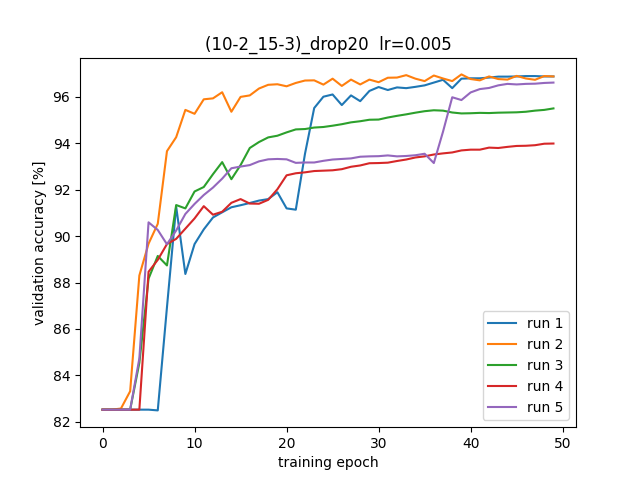 (10-2_15-3)_drop20  lr=0.005
validation accuracy [%]
96
94
92
90
88
86
84
82
0 10 20 30 40 50
training epoch
run 1
run 2
run 3
run 4
run 5